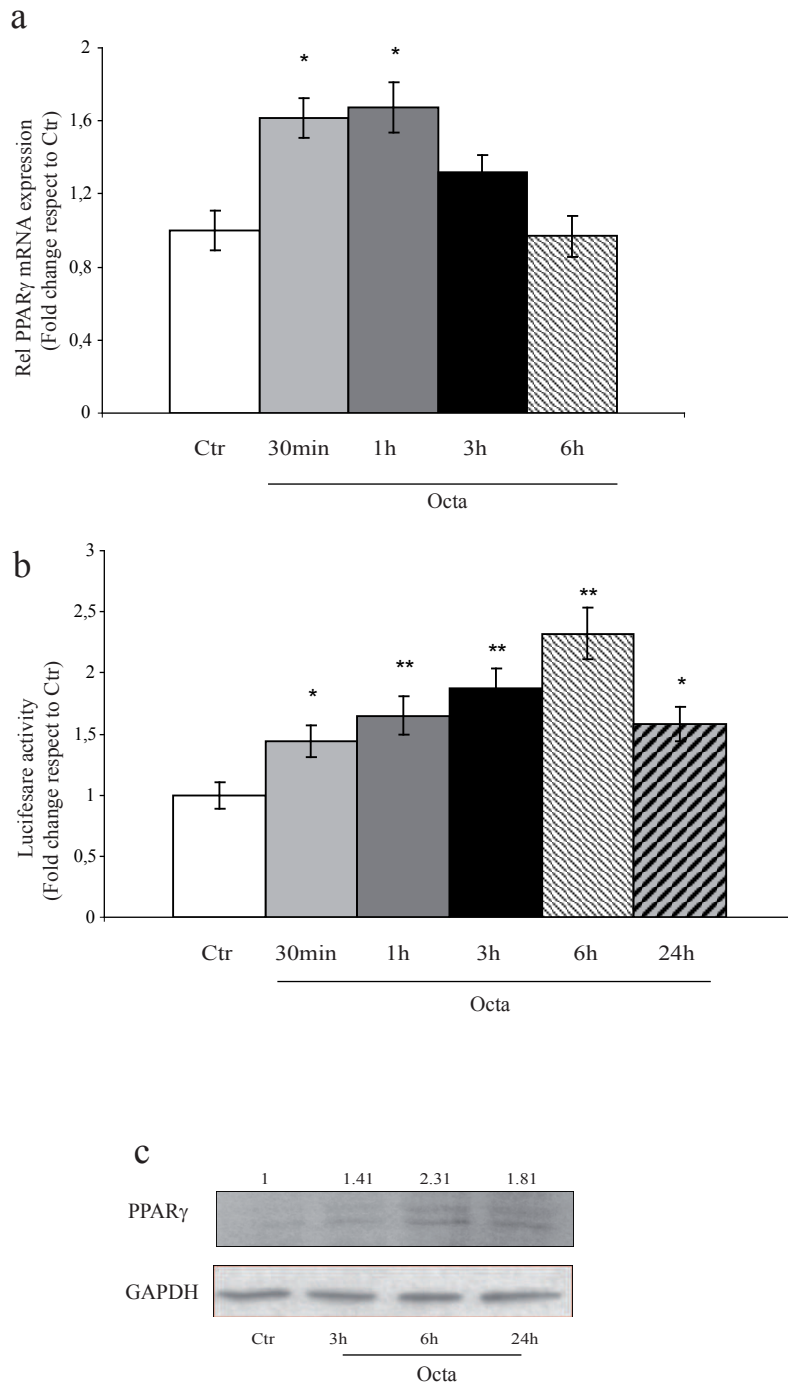 a
2
1,6
1,2
0,8
0,4
0
Rel PPARγ mRNA expression
(Fold change respect to Ctr)
* *
Ctr 30min 1h 3h 6h
Octa
b
3
2,5
2
1,5
1
0,5
0
Lucifesare activity
(Fold change respect to Ctr)
* ** ** ** *
Ctr 30min 1h 3h 6h 24h
Octa
c
1 1.41 2.31 1.81
PPARγ
GAPDH
Ctr 3h 6h 24h
Octa